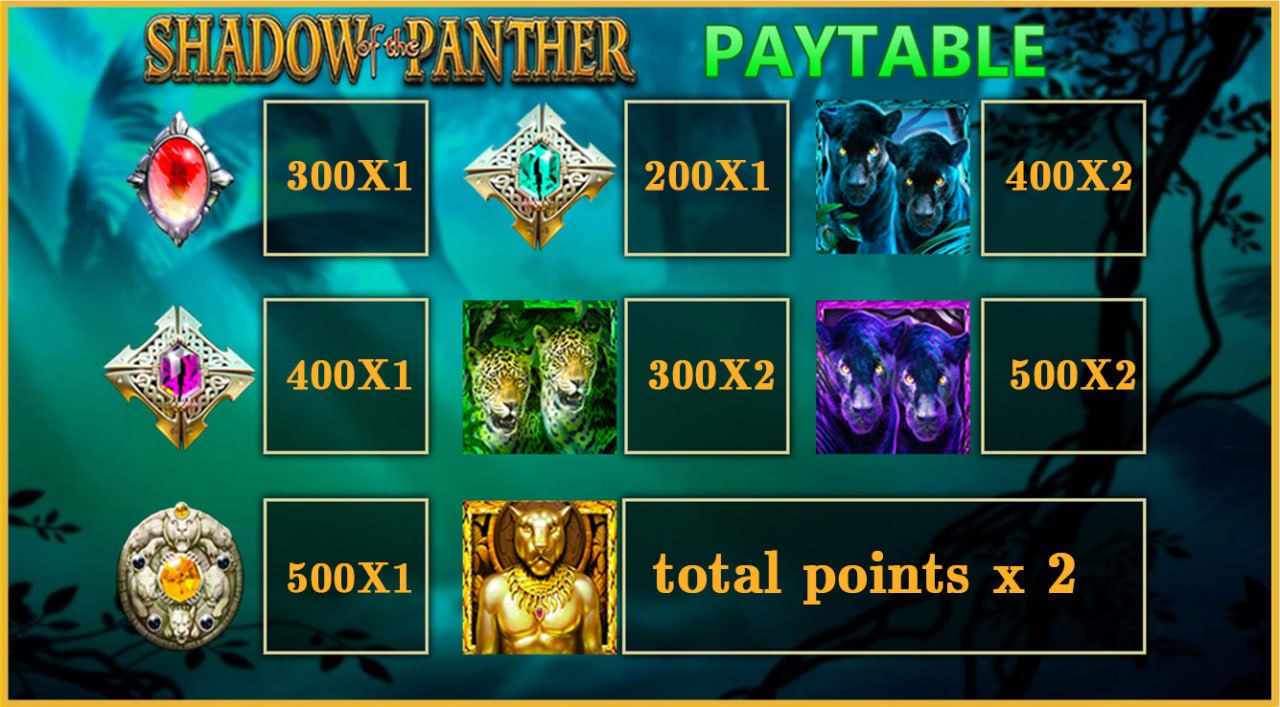 SHADOW of the PANTHER PAYTABLE
300X1 200X1 400X2
400X1 300X2 500X2
500X1 total points x 2